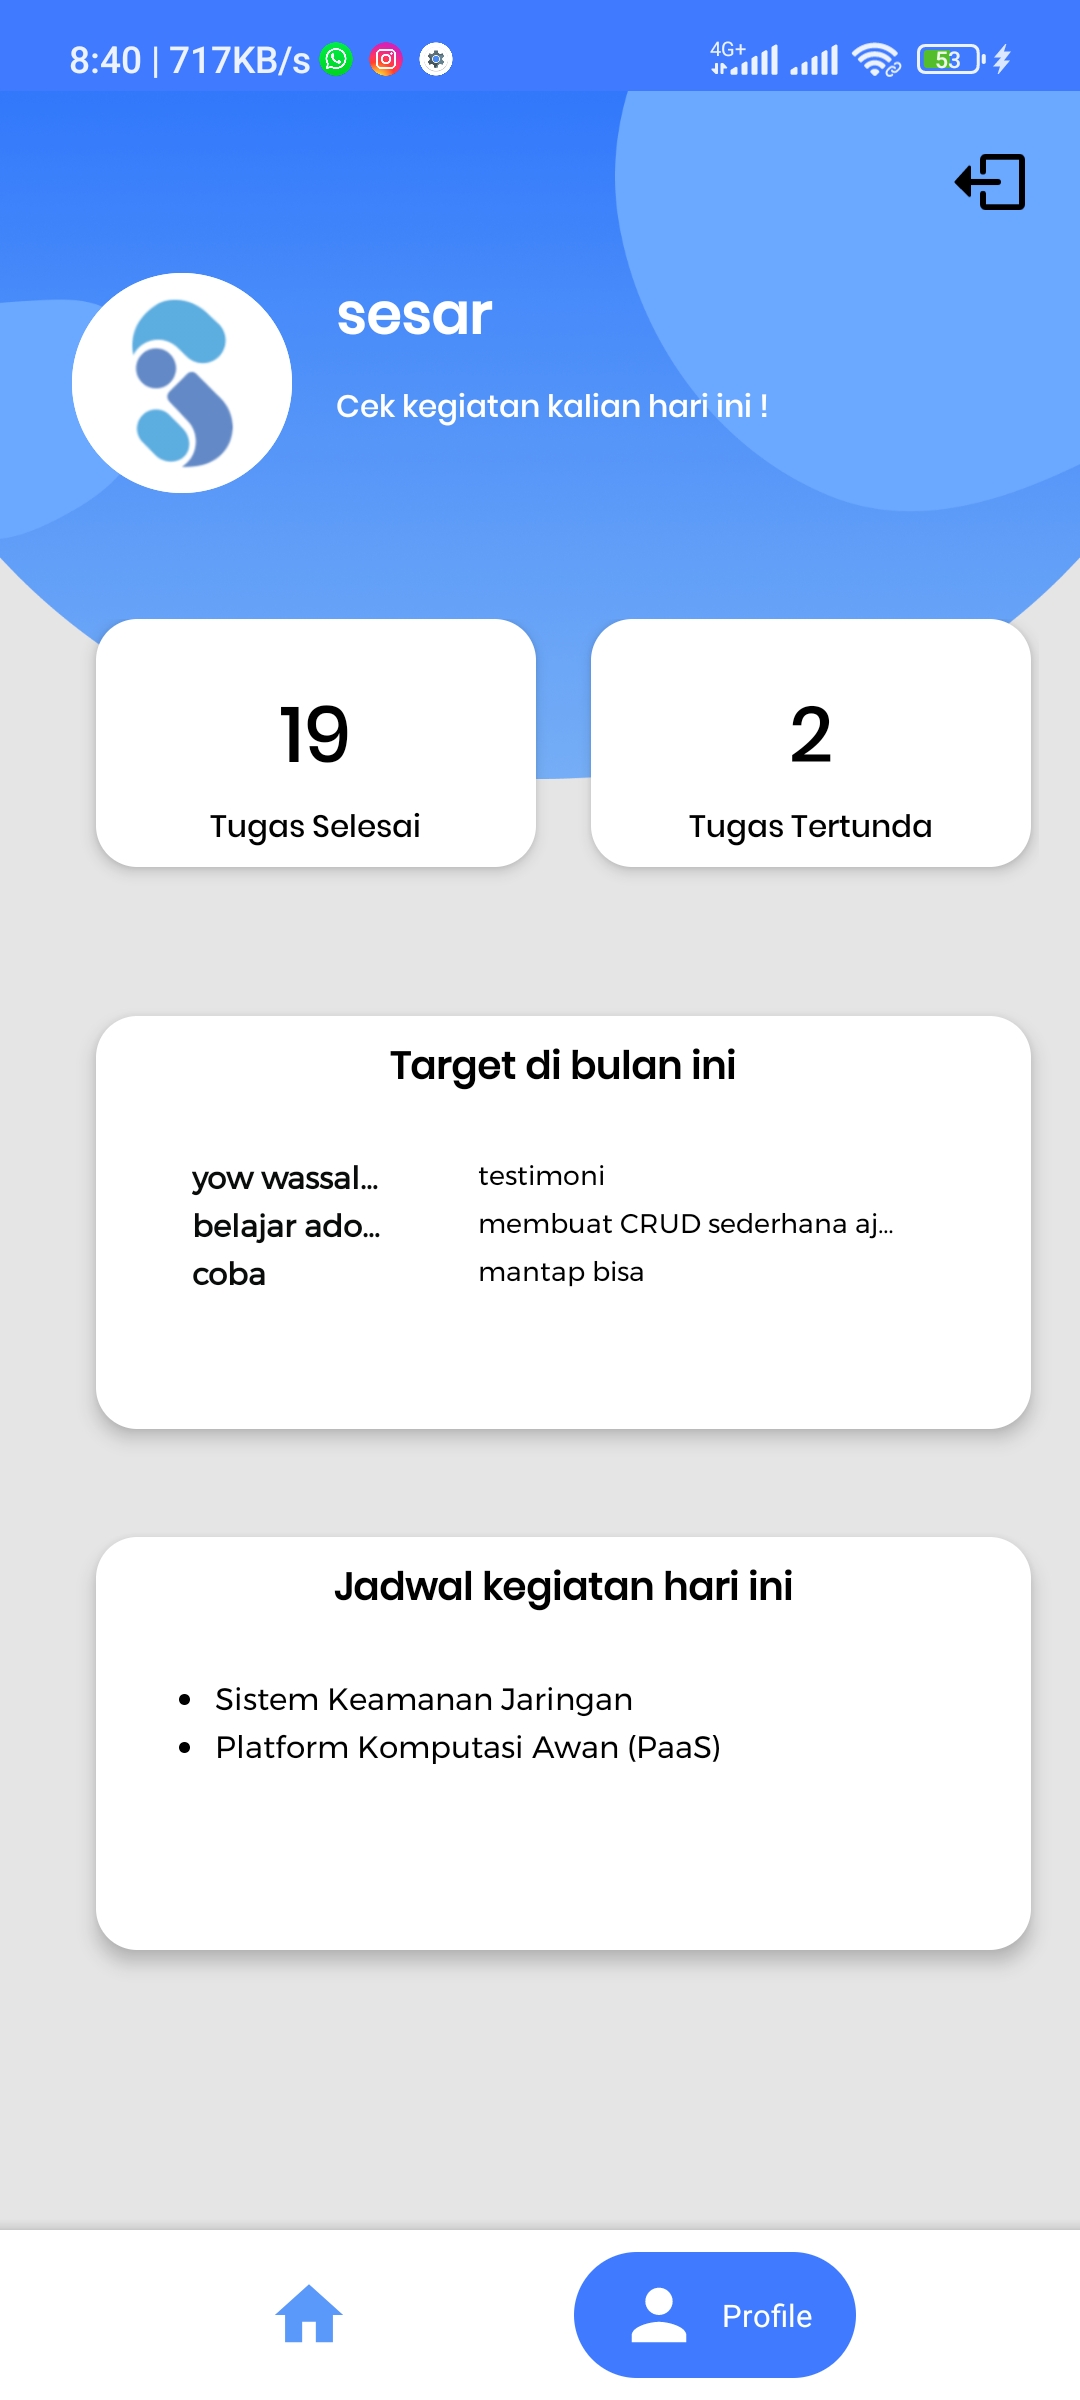 8:40 | 717KB/s
4G+
53
sesar
Cek kegiatan kalian hari ini !
19
Tugas Selesai
2
Tugas Tertunda
Target di bulan ini
yow wassal... testimoni
belajar ado... membuat CRUD sederhana aj...
coba mantap bisa
Jadwal kegiatan hari ini
• Sistem Keamanan Jaringan
• Platform Komputasi Awan (PaaS)
Profile